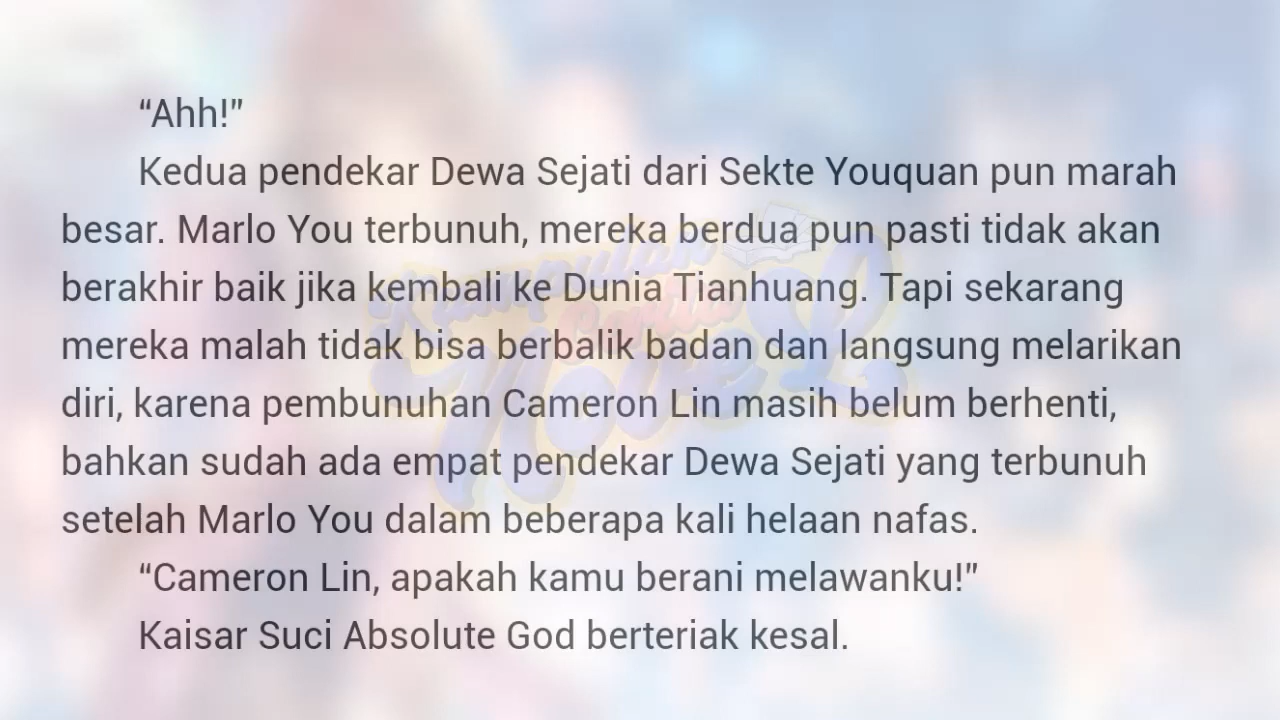 “Ahh!”
Kedua pendekar Dewa Sejati dari Sekte Youquan pun marah
besar. Marlo You terbunuh, mereka berdua pun pasti tidak akan
berakhir baik jika kembali ke Dunia Tianhuang. Tapi sekarang
mereka malah tidak bisa berbalik badan dan langsung melarikan
diri, karena pembunuhan Cameron Lin masih belum berhenti,
bahkan sudah ada empat pendekar Dewa Sejati yang terbunuh
setelah Marlo You dalam beberapa kali helaan nafas.
“Cameron Lin, apakah kamu berani melawanku!”
Kaisar Suci Absolute God berteriak kesal.